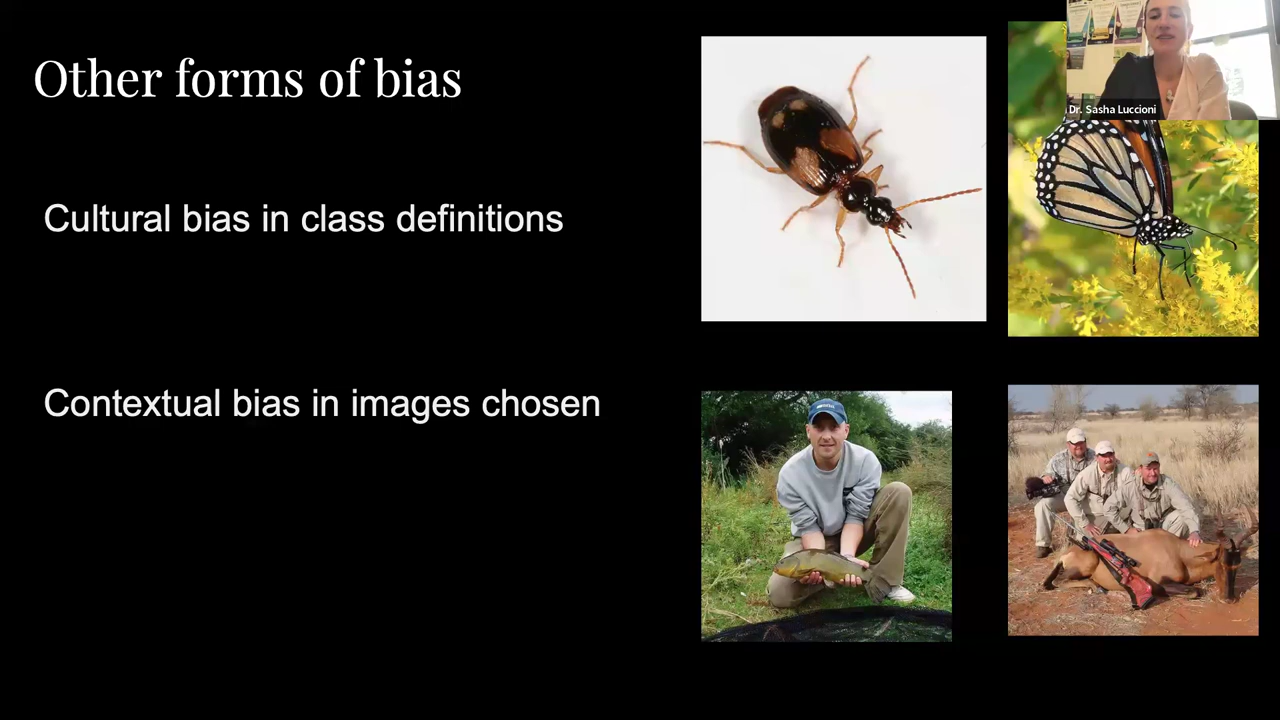 Other forms of bias
Dr. Sasha Luccioni
Cultural bias in class definitions
Contextual bias in images chosen